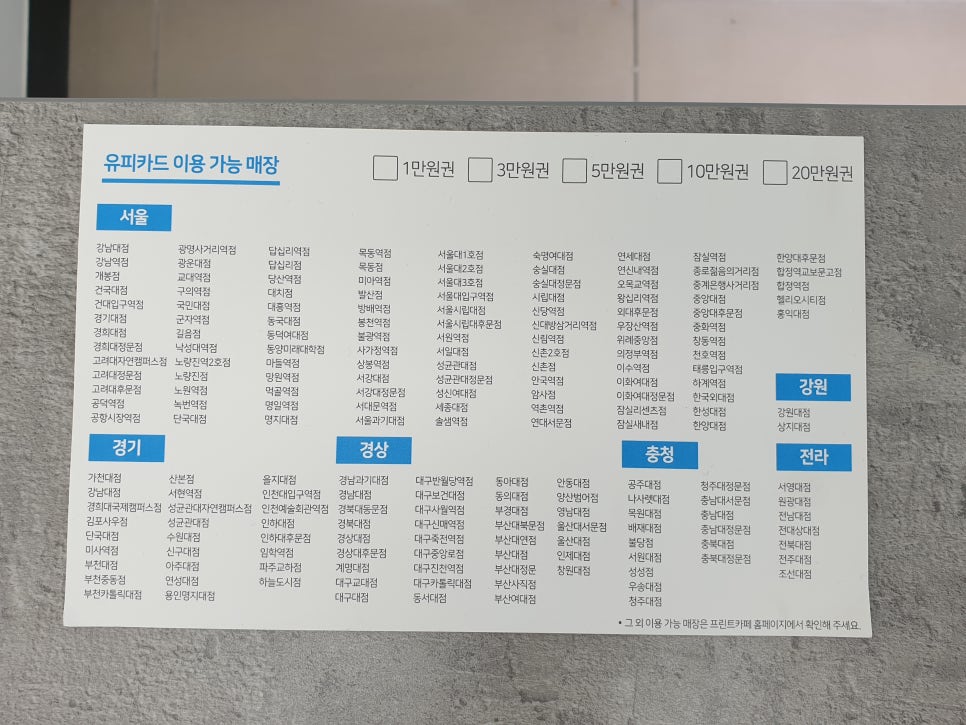 유피카드 이용 가능 매장
1만원권 3만원권 5만원권 10만원권 20만원권
서울
강남대점
강남역점
개봉점
건국대점
건대입구역점
경기대점
경희대점
경희대정문점
고려대자연캠퍼스점
고려대정문점
고려대후문점
공덕역점
공항시장역점
광명사거리역점
광운대점
교대역점
구의역점
국민대점
군자역점
길음점
낙성대역점
노량진역2호점
노량진점
노원역점
녹번역점
단국대점
답십리역점
답십리점
당산역점
대치점
대흥역점
동국대점
동덕여대점
동양미래대학점
마들역점
망원역점
먹골역점
명일역점
명지대점
목동역점
목동점
미아역점
발산점
방배역점
봉천역점
불광역점
사가정역점
상봉역점
서강대점
서강대정문점
서대문역점
서울과기대점
서울대1호점
서울대2호점
서울대3호점
서울대입구역점
서울시립대점
서울시립대후문점
서원역점
서일대점
성균관대점
성균관대정문점
성신여대점
세종대점
솔샘역점
숙명여대점
숭실대점
숭실대정문점
시립대점
신당역점
신대방삼거리역점
신림역점
신촌2호점
신촌점
안국역점
암사점
역촌역점
연대서문점
연세대점
연신내역점
오목교역점
왕십리역점
외대후문점
우장산역점
위례중앙점
의정부역점
이수역점
이화여대점
이화여대정문점
잠실리센츠점
잠실새내점
잠실역점
종로젊음의거리점
중계은행사거리점
중앙대점
중앙대후문점
중화역점
창동역점
천호역점
태릉입구역점
하계역점
한국외대점
한성대점
한양대점
한양대후문점
합정역교보문고점
합정역점
헬리오시티점
홍익대점
강원
강원대점
상지대점
경기
가천대점
강남대점
경희대국제캠퍼스점
김포사우점
단국대점
미사역점
부천대점
부천중동점
부천카톨릭대점
산본점
서현역점
성균관대자연캠퍼스점
성균관대점
수원대점
신구대점
아주대점
연성대점
용인명지대점
을지대점
인천대입구역점
인천예술회관역점
인하대점
인하대후문점
임학역점
파주교하점
하늘도시점
경상
경남과기대점
경남대점
경북대동문점
경북대점
경상대점
경상대후문점
계명대점
대구교대점
대구대점
대구반월당역점
대구보건대점
대구사월역점
대구신매역점
대구죽전역점
대구중앙로점
대구진천역점
대구카톨릭대점
동서대점
동아대점
동의대점
부경대점
부산대북문점
부산대연점
부산대점
부산대정문
부산사직점
부산여대점
안동대점
양산범어점
영남대점
울산대서문점
울산대점
인제대점
창원대점
충청
공주대점
나사렛대점
목원대점
배재대점
불당점
서원대점
성성점
우송대점
청주대점
청주대정문점
충남대서문점
충남대점
충남대정문점
충북대점
충북대정문점
전라
서영대점
원광대점
전남대점
전대상대점
전북대점
전주대점
조선대점
• 그 외 이용 가능 매장은 프린트카페 홈페이지에서 확인해 주세요.